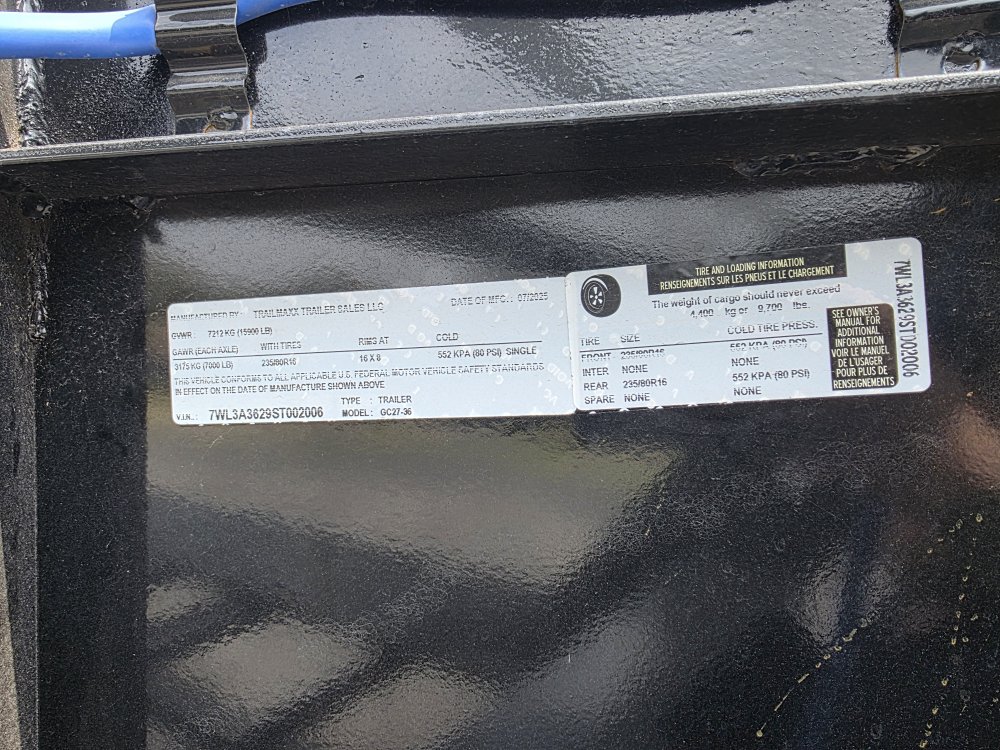 MANUFACTURED BY: TRAILMAXX TRAILER SALES LLC
DATE OF MFG.: 07/2025
GVWR: 7212 KG (15900 LB)
GAWR (EACH AXLE) WITH TIRES RIMS AT COLD
3175 KG (7000 LB) 235/80R16 16 X 8 552 KPA (80 PSI) SINGLE
THIS VEHICLE CONFORMS TO ALL APPLICABLE U.S. FEDERAL MOTOR VEHICLE SAFETY STANDARDS
IN EFFECT ON THE DATE OF MANUFACTURE SHOWN ABOVE
TYPE : TRAILER
V.I.N.: 7WL3A3629ST002006 MODEL: GC27-36
TIRE AND LOADING INFORMATION
RENSEIGNEMENTS SUR LES PNEUS ET LE CHARGEMENT
The weight of cargo should never exceed
4,400 kg or 9,700 lbs.
TIRE SIZE COLD TIRE PRESS.
FRONT 235/80R16 552 KPA (80 PSI)
INTER NONE NONE
REAR 235/80R16 552 KPA (80 PSI)
SPARE NONE NONE
SEE OWNER'S
MANUAL FOR
ADDITIONAL
INFORMATION
VOIR LE MANUEL
DE L'USAGER
POUR PLUS DE
RENSEIGNEMENTS
7WL3A3629ST002006